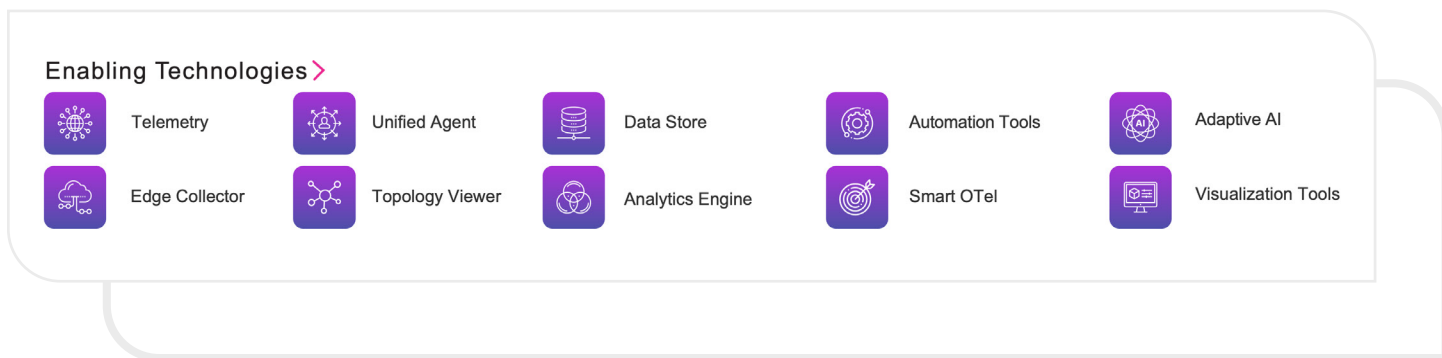 Enabling Technologies
Telemetry
Unified Agent
Data Store
Automation Tools
Adaptive AI
AI
Edge Collector
Topology Viewer
Analytics Engine
Smart OTel
Visualization Tools